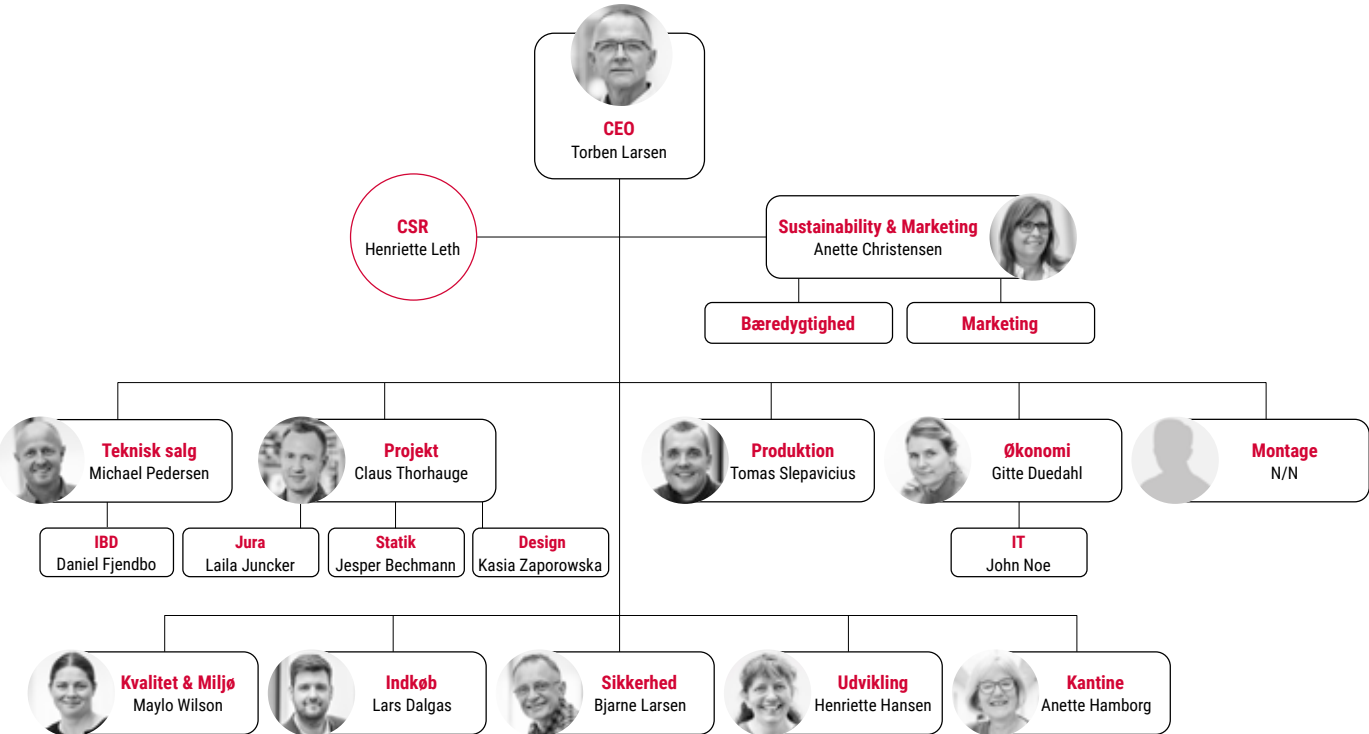 CEO
Torben Larsen
CSR
Henriette Leth
Sustainability & Marketing
Anette Christensen
Bæredygtighed
Marketing
Teknisk salg
Michael Pedersen
Projekt
Claus Thorhauge
Produktion
Tomas Slepavicius
Økonomi
Gitte Duedahl
Montage
N/N
IBD
Daniel Fjendbo
Jura
Laila Juncker
Statik
Jesper Bechmann
Design
Kasia Zaporowska
IT
John Noe
Kvalitet & Miljø
Maylo Wilson
Indkøb
Lars Dalgas
Sikkerhed
Bjarne Larsen
Udvikling
Henriette Hansen
Kantine
Anette Hamborg